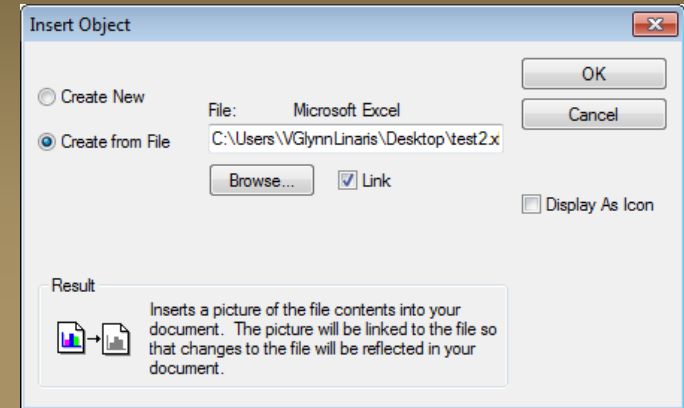 Insert Object
Create New
Create from File
File: Microsoft Excel
C:\Users\VGlynnLinaris\Desktop\test2.x
Browse...
Link
OK
Cancel
Display As Icon
Result
Inserts a picture of the file contents into your
document. The picture will be linked to the file so
that changes to the file will be reflected in your
document.